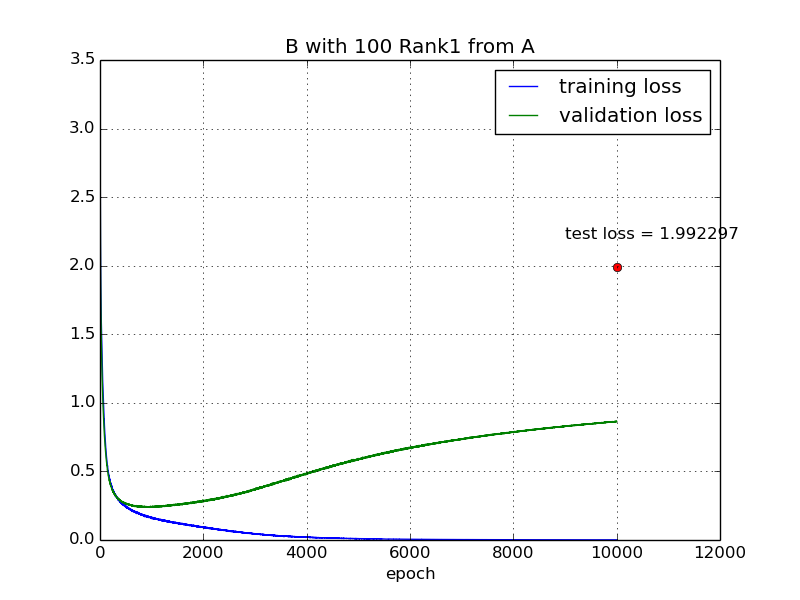 B with 100 Rank1 from A
3.5
3.0
2.5
2.0
1.5
1.0
0.5
0.0
training loss
validation loss
test loss = 1.992297
0 2000 4000 6000 8000 10000 12000
epoch